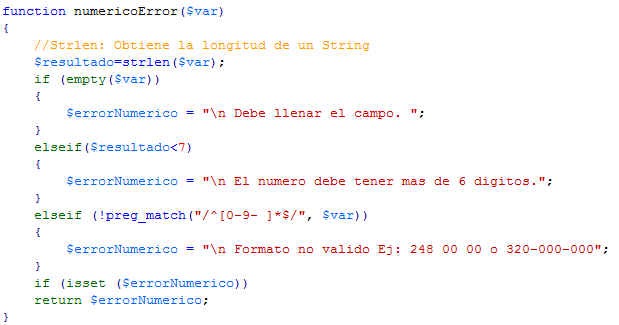 function numericoError($var)
{
//Strlen: Obtiene la longitud de un String
$resultado=strlen($var);
if (empty($var))
{
$errorNumerico = "\n Debe llenar el campo. ";
}
elseif($resultado<7)
{
$errorNumerico = "\n El numero debe tener mas de 6 digitos.";
}
elseif (!preg_match("/^[0-9- ]*$/", $var))
{
$errorNumerico = "\n Formato no valido Ej: 248 00 00 o 320-000-000";
}
if (isset ($errorNumerico))
return $errorNumerico;
}